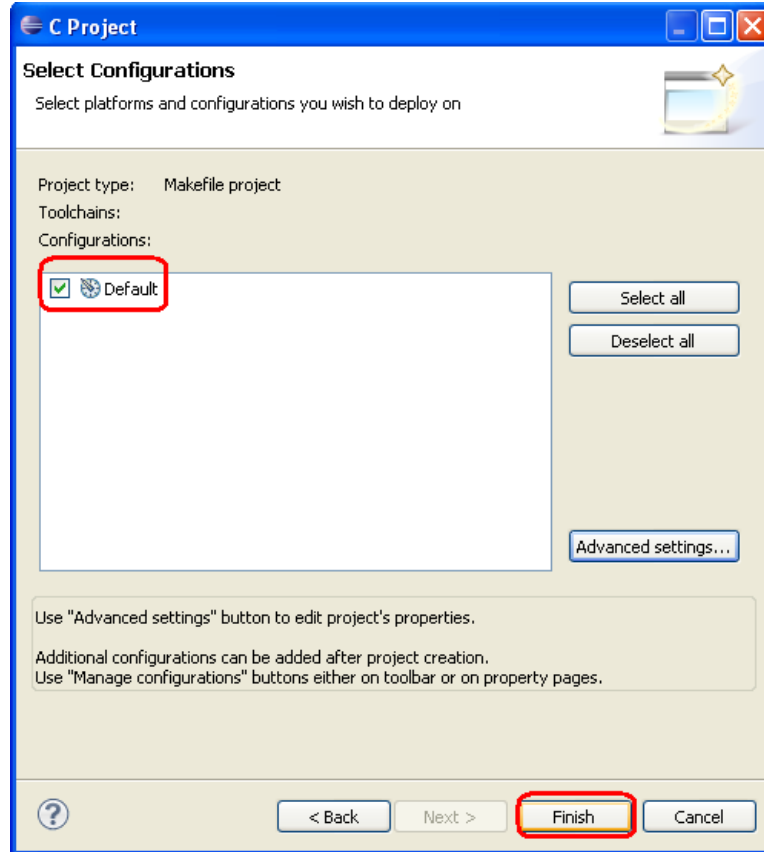 C Project
Select Configurations
Select platforms and configurations you wish to deploy on
Project type: Makefile project
Toolchains:
Configurations:
Default
Select all
Deselect all
Advanced settings...
Use "Advanced settings" button to edit project's properties.
Additional configurations can be added after project creation.
Use "Manage configurations" buttons either on toolbar or on property pages.
? < Back Next > Finish Cancel